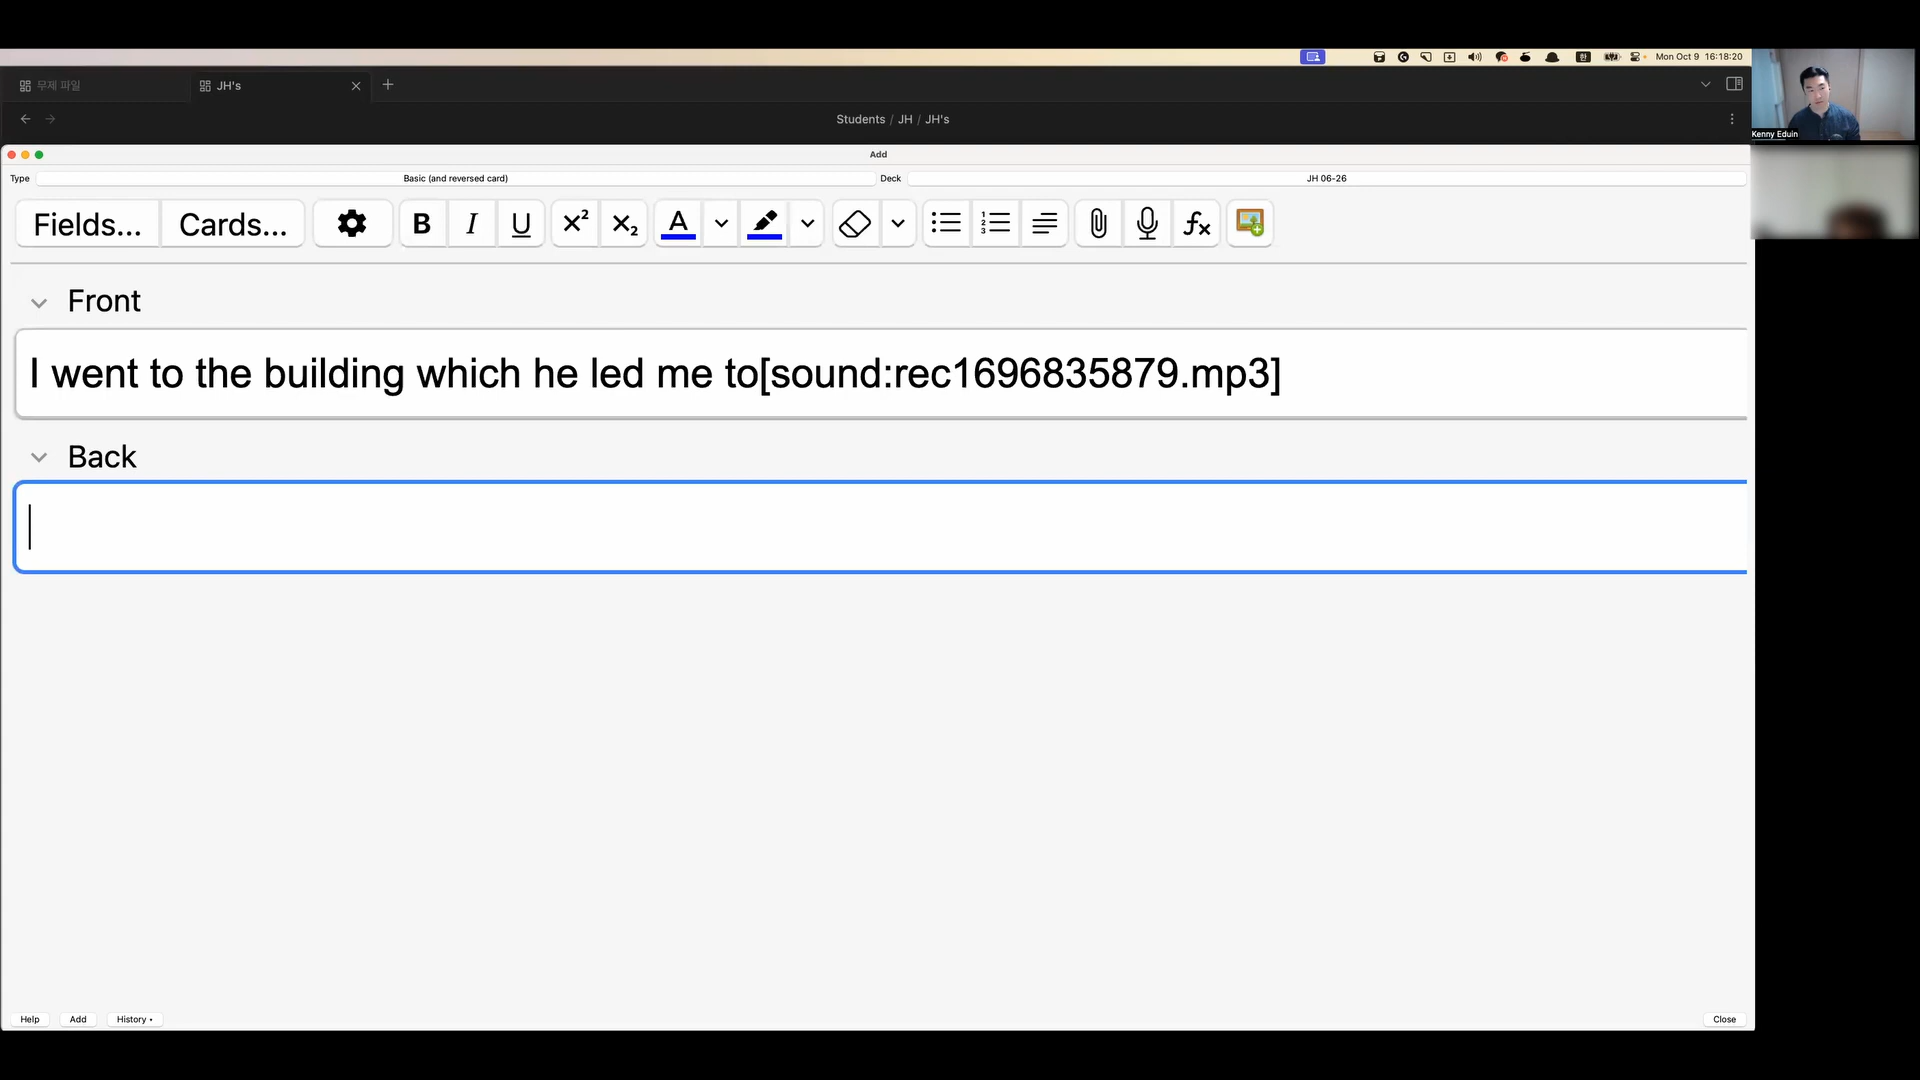 Mon Oct 9 16:18:20
무제 파일
JH's
Students / JH / JH's
Kenny Eduin
Add
Type
Basic (and reversed card)
Deck
JH 06-26
Fields...
Cards...
Front
I went to the building which he led me to[sound:rec1696835879.mp3]
Back
Help
Add
History
Close